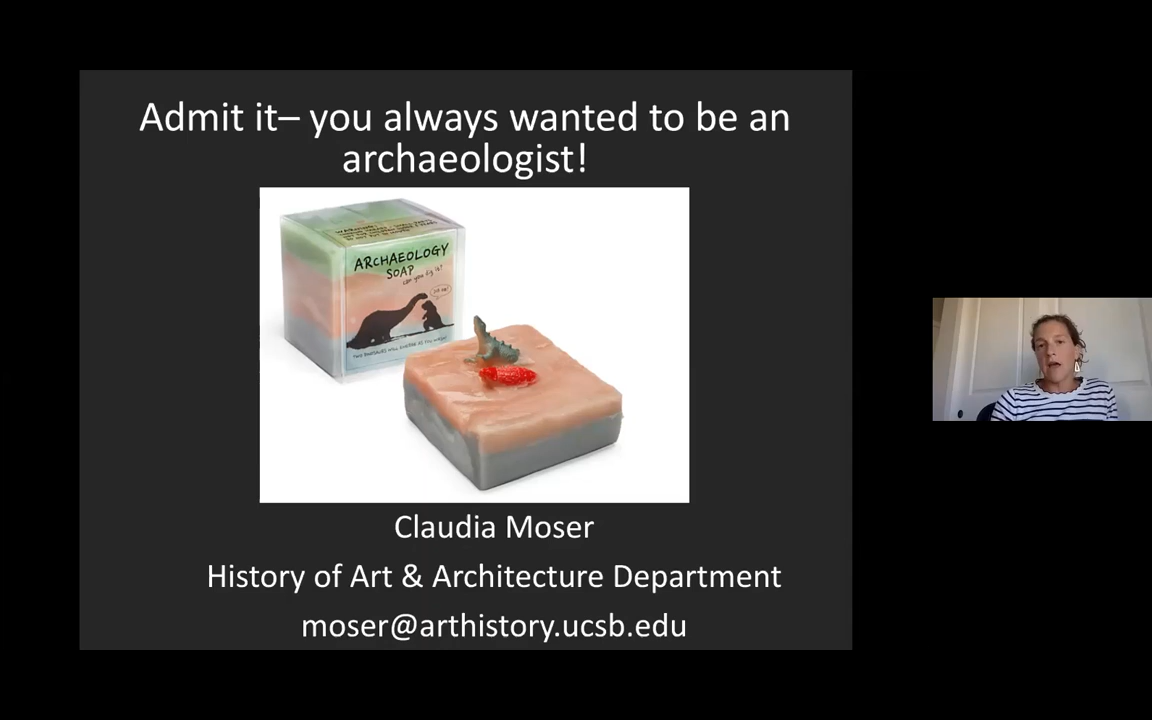 Admit it– you always wanted to be an
archaeologist!
ARCHAEOLOGY
SOAP
can you dig it?
Claudia Moser
History of Art & Architecture Department
moser@arthistory.ucsb.edu